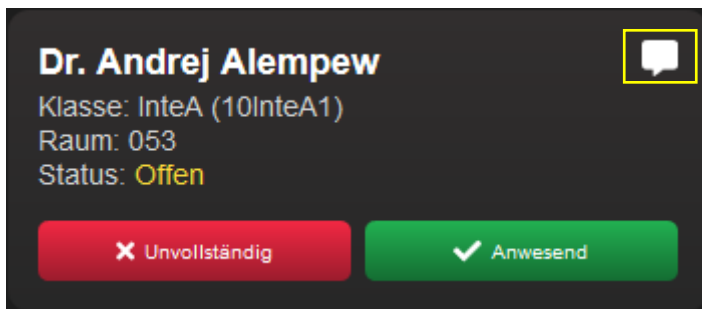 Dr. Andrej Alempew
Klasse: InteA (10InteA1)
Raum: 053
Status: Offen
Unvollständig
Anwesend